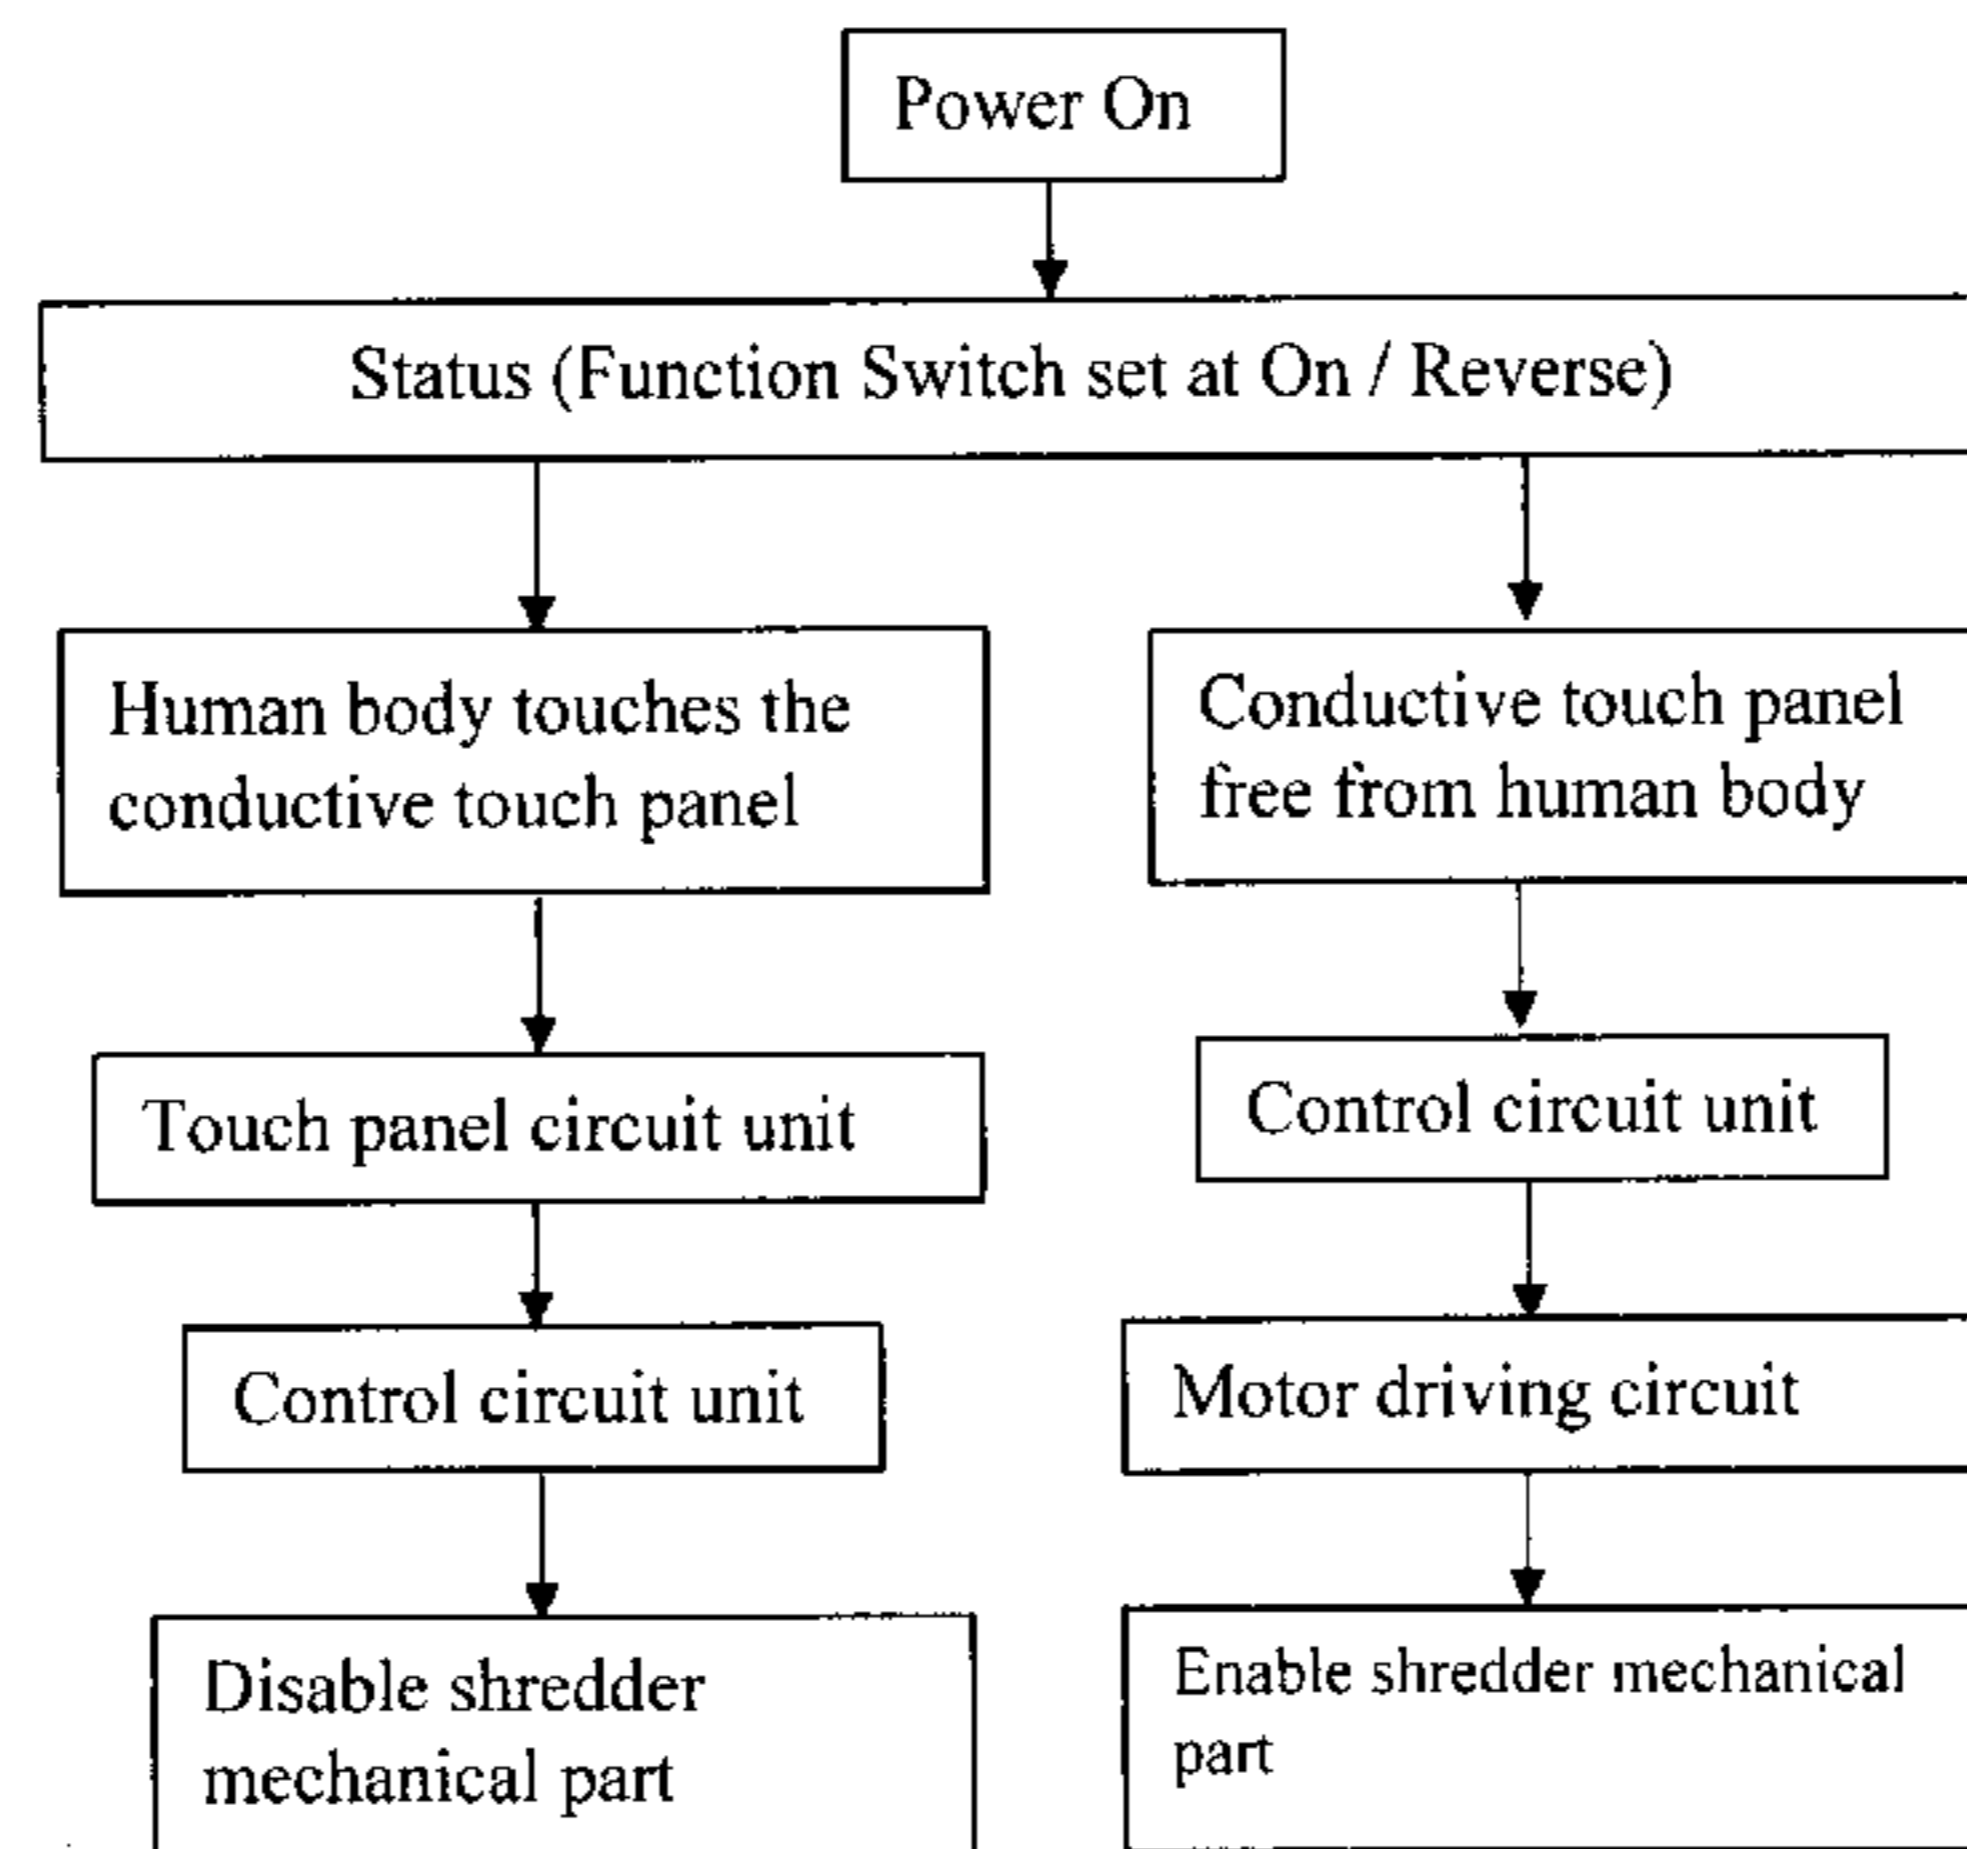 Power On
Status (Function Switch set at On / Reverse)
Human body touches the
conductive touch panel
Conductive touch panel
free from human body
Touch panel circuit unit
Control circuit unit
Control circuit unit
Motor driving circuit
Disable shredder
mechanical part
Enable shredder mechanical
part